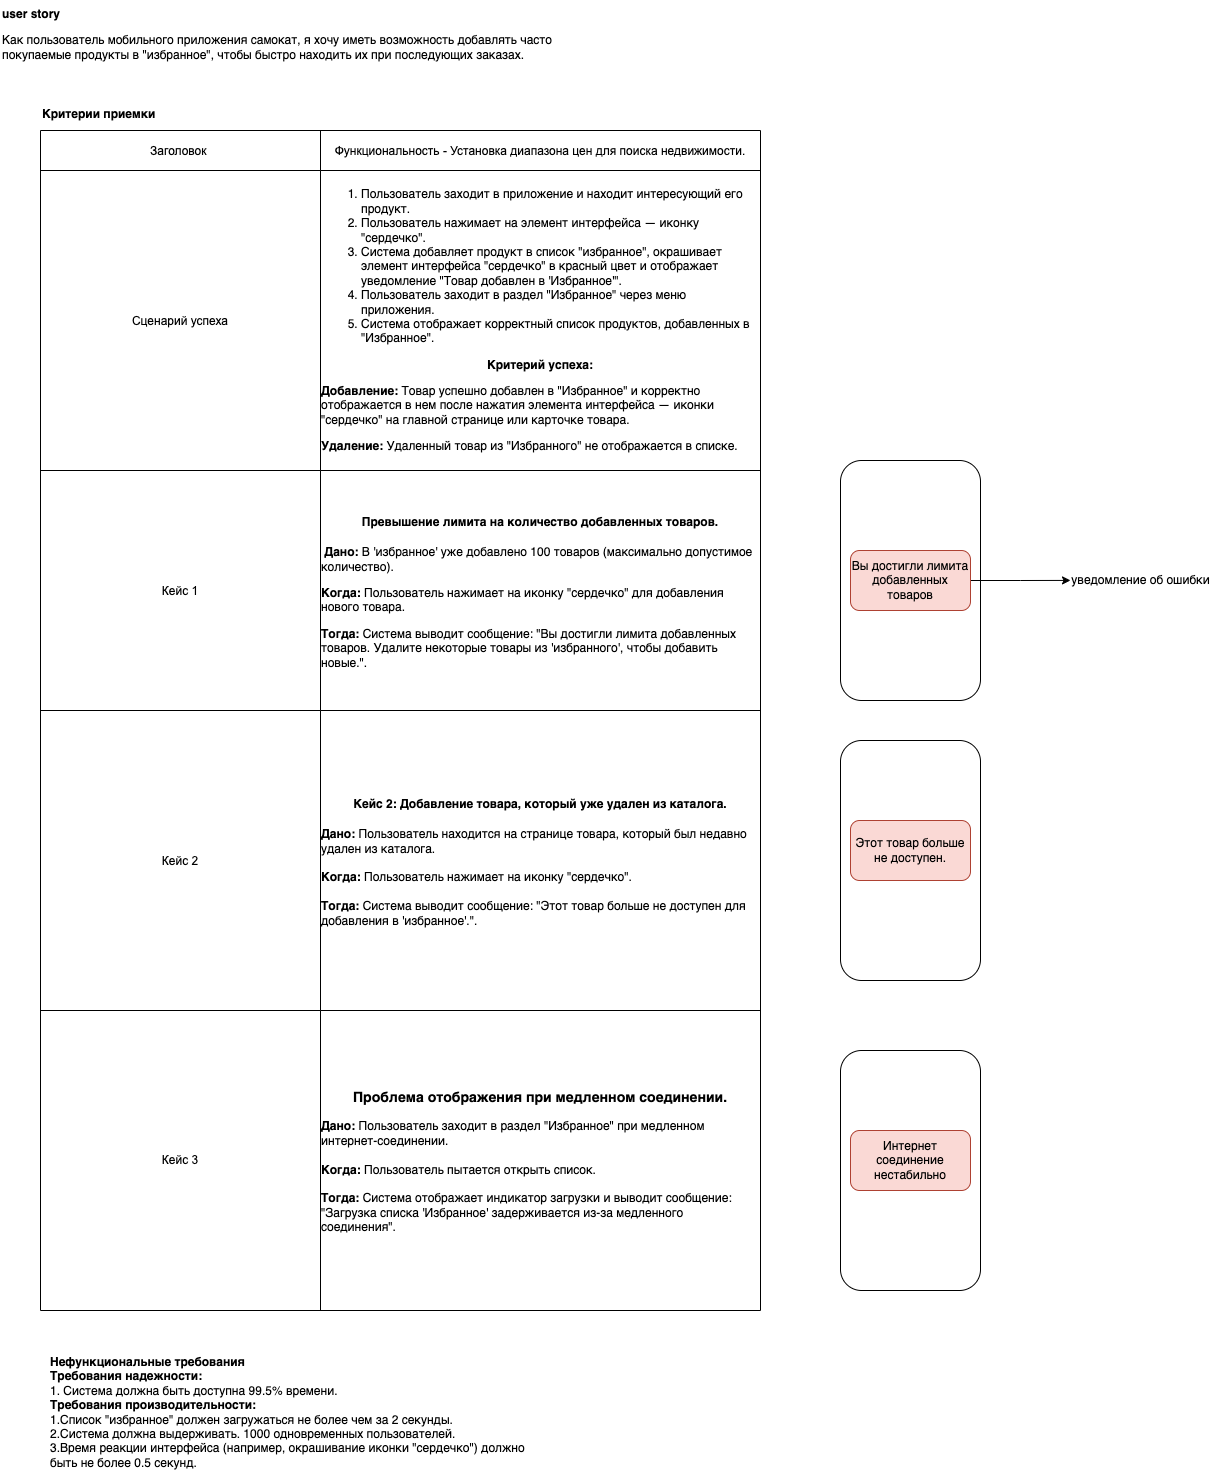 user story
Как пользователь мобильного приложения самокат, я хочу иметь возможность добавлять часто
покупаемые продукты в "избранное", чтобы быстро находить их при последующих заказах.
Критерии приемки
Заголовок
Функциональность - Установка диапазона цен для поиска недвижимости.
Сценарий успеха
1. Пользователь заходит в приложение и находит интересующий его
продукт.
2. Пользователь нажимает на элемент интерфейса — иконку
"сердечко".
3. Система добавляет продукт в список "избранное", окрашивает
элемент интерфейса "сердечко" в красный цвет и отображает
уведомление "Товар добавлен в 'Избранное'".
4. Пользователь заходит в раздел "Избранное" через меню
приложения.
5. Система отображает корректный список продуктов, добавленных в
"Избранное".
Критерий успеха:
Добавление: Товар успешно добавлен в "Избранное" и корректно
отображается в нем после нажатия элемента интерфейса — иконки
"сердечко" на главной странице или карточке товара.
Удаление: Удаленный товар из "Избранного" не отображается в списке.
Кейс 1
Превышение лимита на количество добавленных товаров.
Дано: В 'избранное' уже добавлено 100 товаров (максимально допустимое
количество).
Когда: Пользователь нажимает на иконку "сердечко" для добавления
нового товара.
Тогда: Система выводит сообщение: "Вы достигли лимита добавленных
товаров. Удалите некоторые товары из 'избранного', чтобы добавить
новые.".
Вы достигли лимита
добавленных
товаров
уведомление об ошибки
Кейс 2
Кейс 2: Добавление товара, который уже удален из каталога.
Дано: Пользователь находится на странице товара, который был недавно
удален из каталога.
Когда: Пользователь нажимает на иконку "сердечко".
Тогда: Система выводит сообщение: "Этот товар больше не доступен для
добавления в 'избранное'.".
Этот товар больше
не доступен.
Кейс 3
Проблема отображения при медленном соединении.
Дано: Пользователь заходит в раздел "Избранное" при медленном
интернет-соединении.
Когда: Пользователь пытается открыть список.
Тогда: Система отображает индикатор загрузки и выводит сообщение:
"Загрузка списка 'Избранное' задерживается из-за медленного
соединения".
Интернет
соединение
нестабильно
Нефункциональные требования
Требования надежности:
1. Система должна быть доступна 99.5% времени.
Требования производительности:
1.Список "избранное" должен загружаться не более чем за 2 секунды.
2.Система должна выдерживать. 1000 одновременных пользователей.
3.Время реакции интерфейса (например, окрашивание иконки "сердечко") должно
быть не более 0.5 секунд.